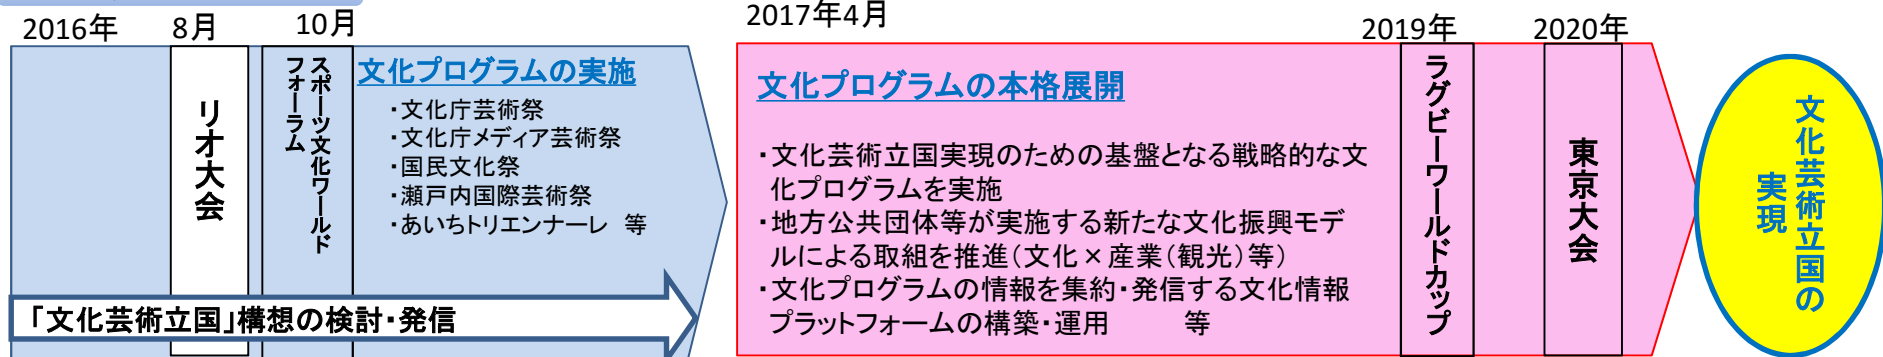 2016年
8月
10月
リオ大会
スポーツ文化ワールド
フォーラム
文化プログラムの実施
・文化庁芸術祭
・文化庁メディア芸術祭
・国民文化祭
・瀬戸内国際芸術祭
・あいちトリエンナーレ 等
「文化芸術立国」構想の検討・発信
2017年4月
文化プログラムの本格展開
・文化芸術立国実現のための基盤となる戦略的な文
化プログラムを実施
・地方公共団体等が実施する新たな文化振興モデ
ルによる取組を推進(文化×産業(観光)等)
・文化プログラムの情報を集約・発信する文化情報
プラットフォームの構築・運用 等
2019年
ラグビーワールドカップ
2020年
東京大会
文化芸術立国の
実現